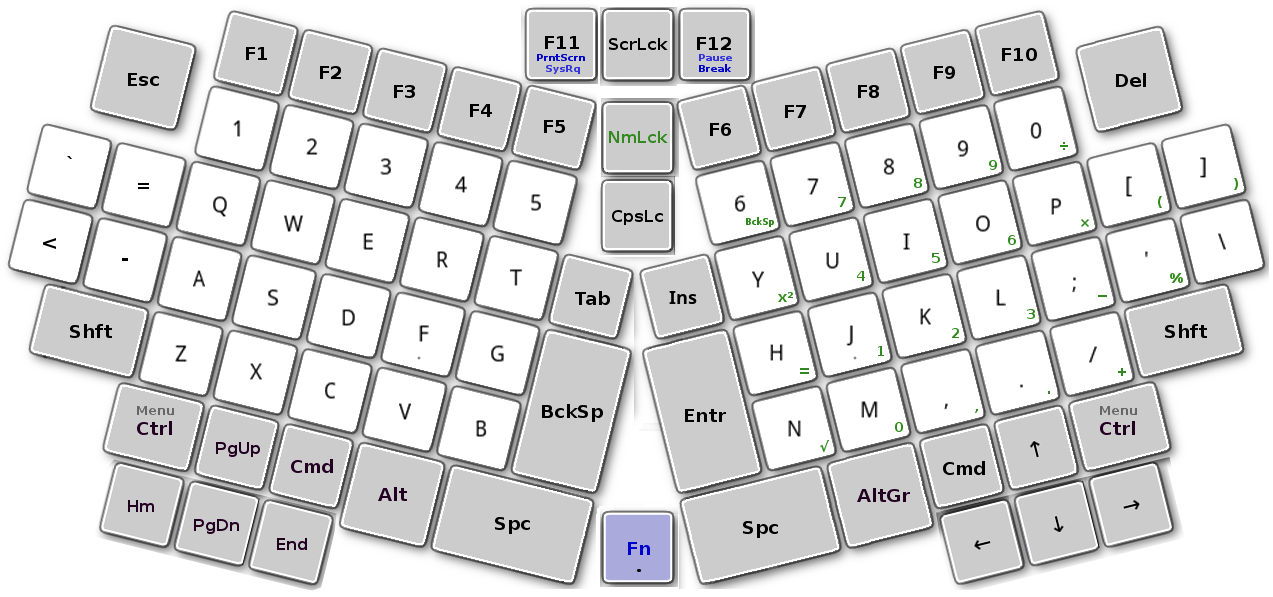 Esc
F1
F2
F3
F4
F5
F11
PrntScrn
SysRq
ScrLck
F12
Pause
Break
F6
F7
F8
F9
F10
Del
`
=
1
2
3
4
5
NmLck
CpsLc
6
BckSp
7
7
8
8
9
9
0
÷
[
(
]
)
<
-
Q
W
E
R
T
Tab
Ins
Y
x²
U
4
I
5
O
6
P
×
'
%
\
Shft
A
S
D
F
.
G
BckSp
Entr
H
=
J
.
1
K
2
L
3
;
−
Shft
Z
X
C
V
B
N
√
M
0
,
,
.
.
/
+
Menu
Ctrl
PgUp
Cmd
Alt
Spc
Fn
.
Spc
AltGr
Cmd
↑
Menu
Ctrl
Hm
PgDn
End
←
↓
→